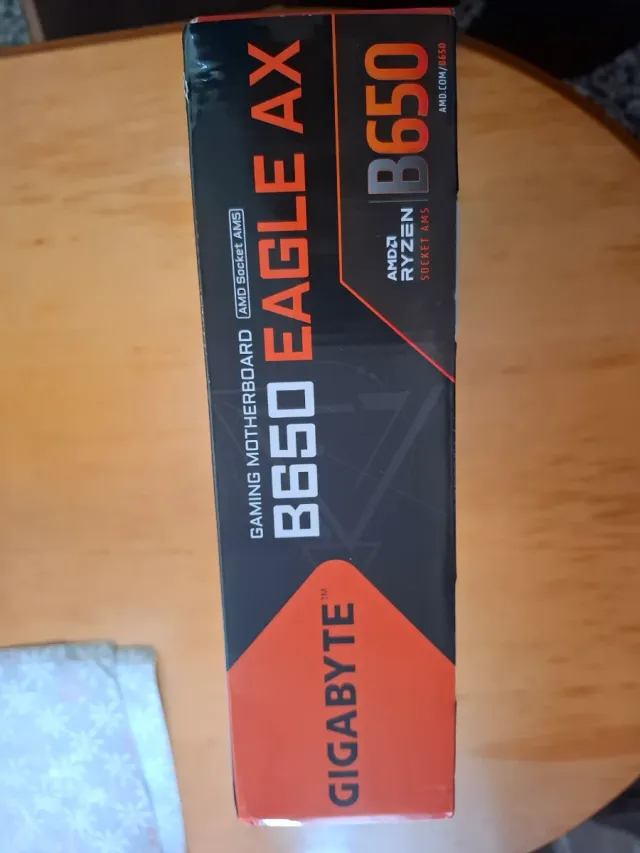 GIGABYTE™
GAMING MOTHERBOARD AMD Socket AM5
B650 EAGLE AX
AMD
RYZEN
SOCKET AM5
B650
AMD.COM/B650